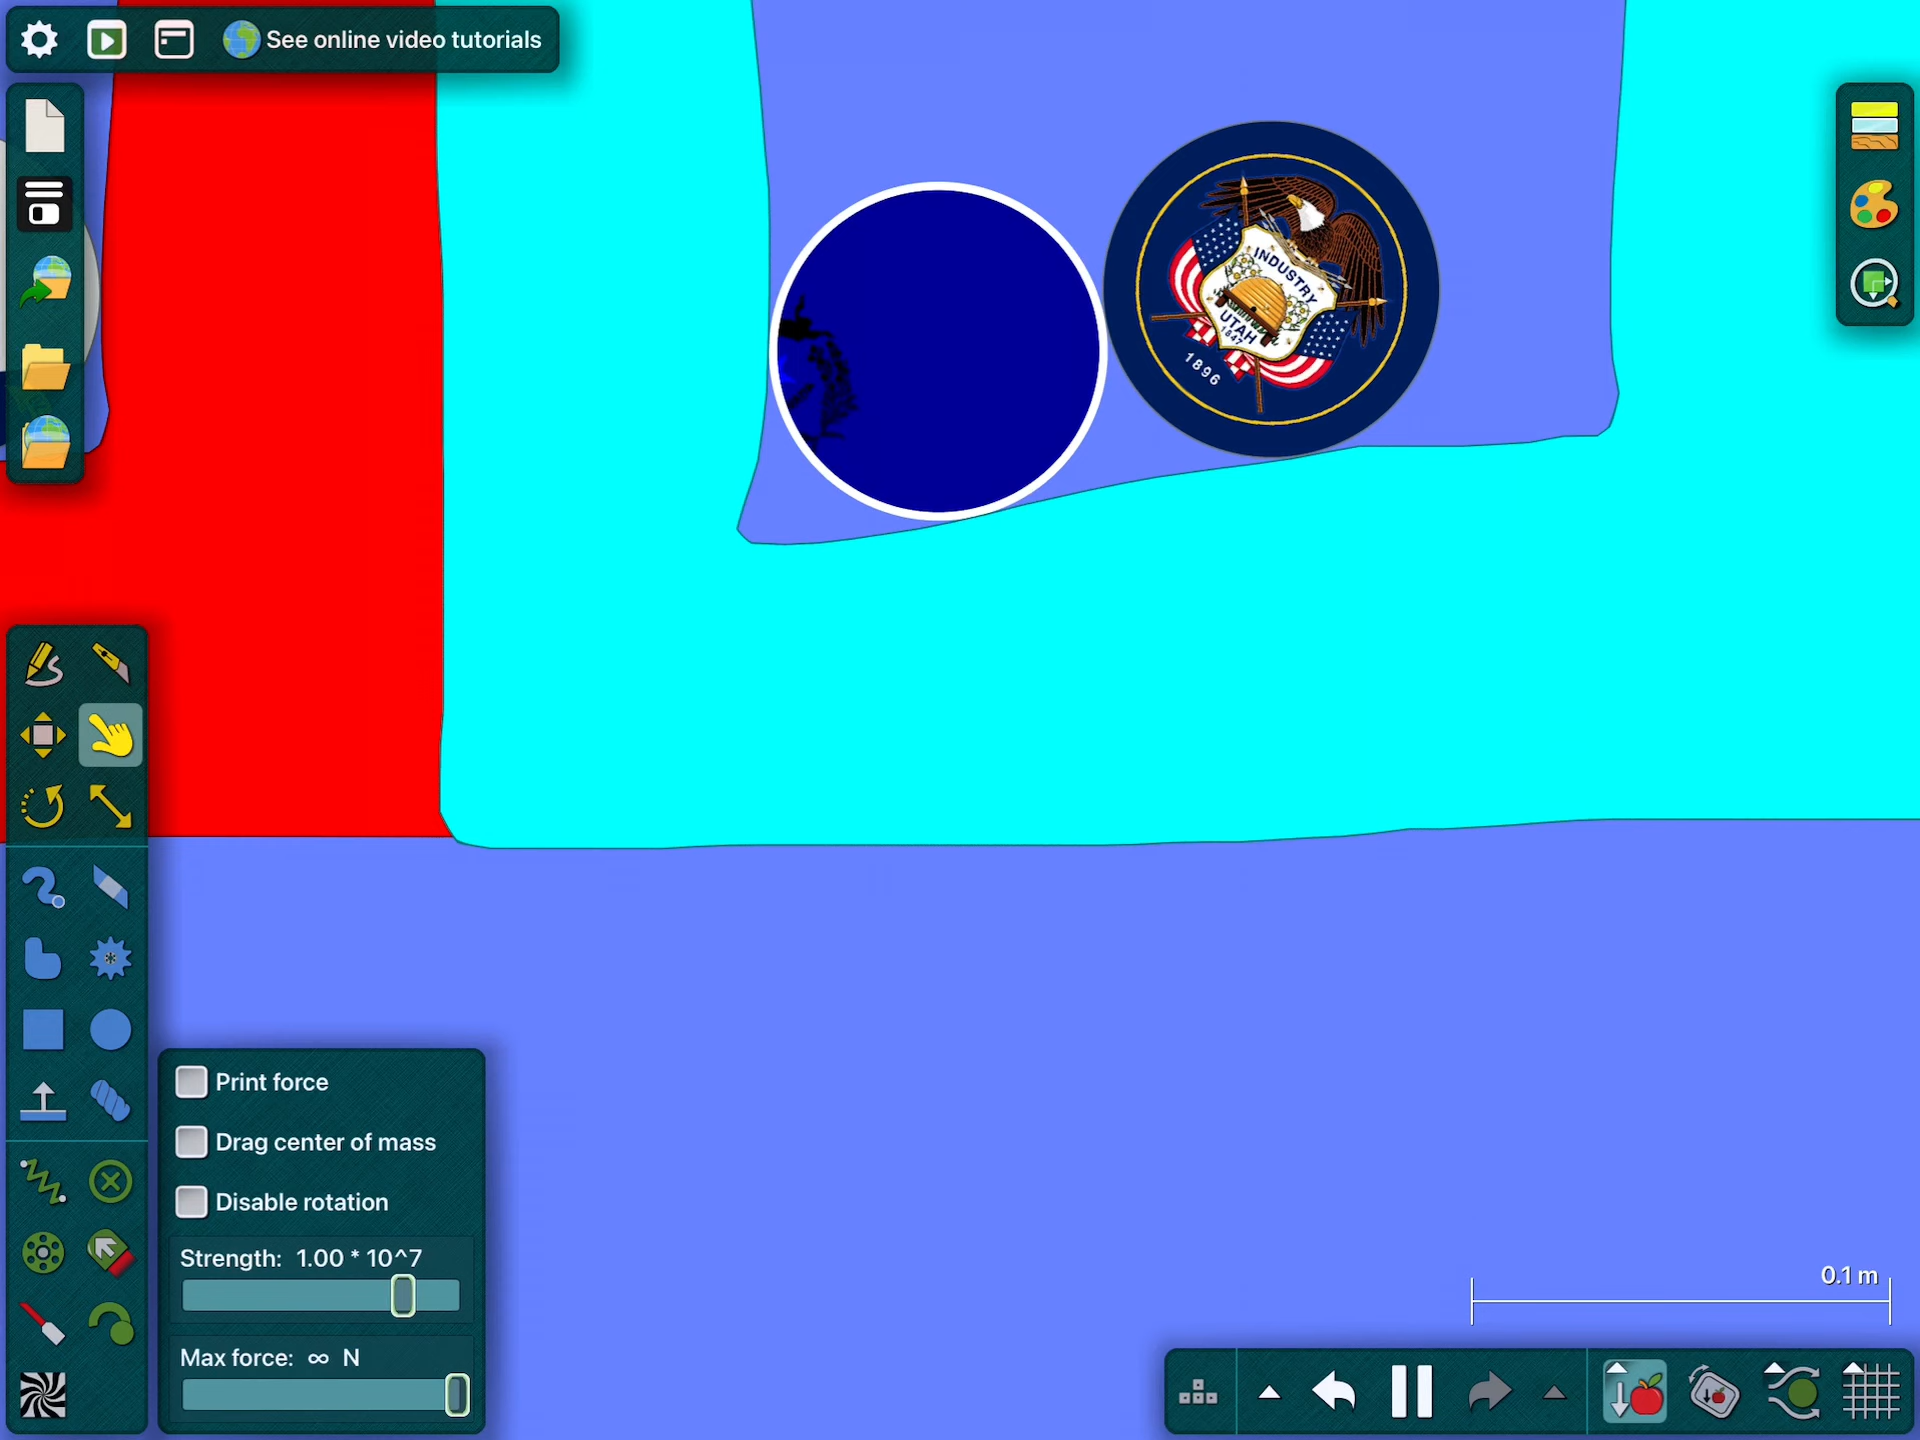 See online video tutorials
INDUSTRY
UTAH
1847
1896
Print force
Drag center of mass
Disable rotation
Strength: 1.00 * 10^7
Max force: ∞ N
0.1 m